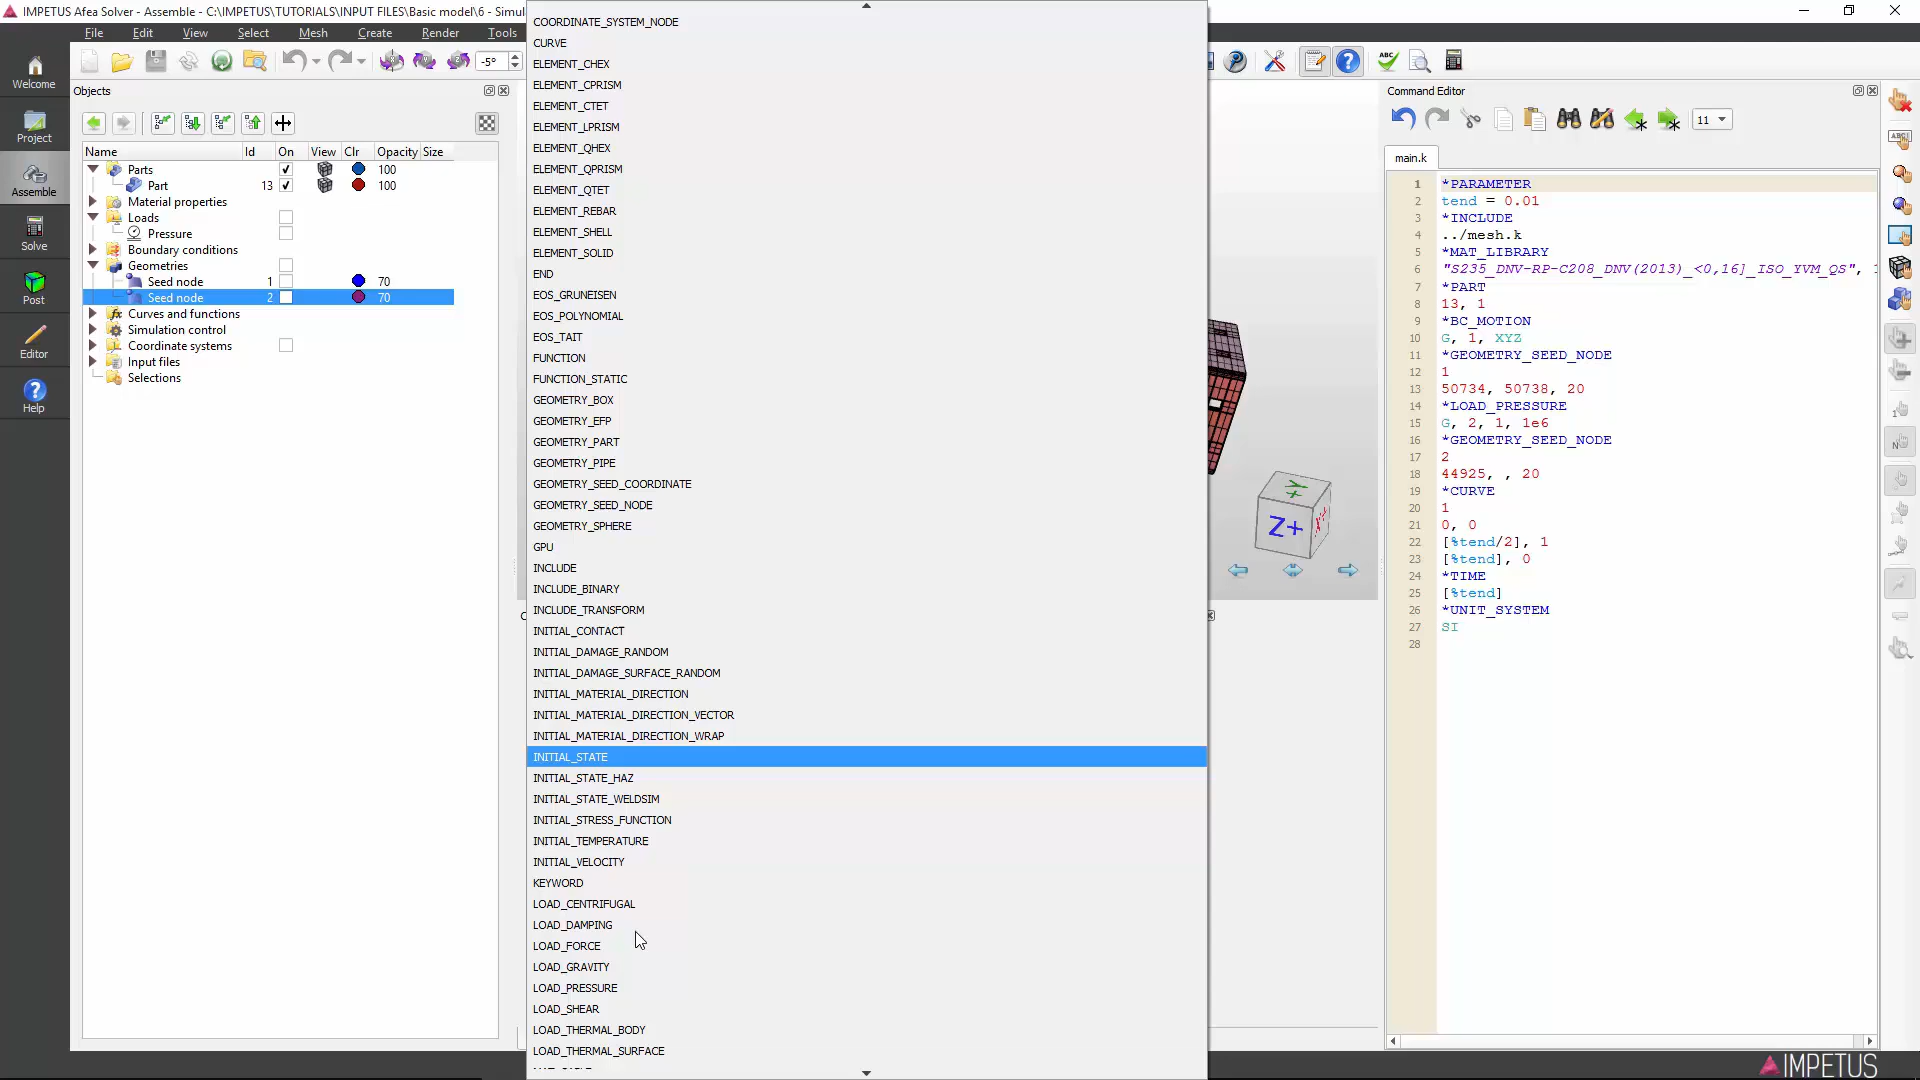 IMPETUS Afea Solver - Assemble - C:\IMPETUS\TUTORIALS\INPUT FILES\Basic model\6 - Simul
File Edit View Select Mesh Create Render Tools
-5°
Welcome
Project
Assemble
Solve
Post
Editor
Help
Objects
Name Id On View Clr Opacity Size
Parts 100
Part 13 100
Material properties
Loads
Pressure
Boundary conditions
Geometries
Seed node 1 70
Seed node 2 70
Curves and functions
Simulation control
Coordinate systems
Input files
Selections
COORDINATE_SYSTEM_NODE
CURVE
ELEMENT_CHEX
ELEMENT_CPRISM
ELEMENT_CTET
ELEMENT_LPRISM
ELEMENT_QHEX
ELEMENT_QPRISM
ELEMENT_QTET
ELEMENT_REBAR
ELEMENT_SHELL
ELEMENT_SOLID
END
EOS_GRUNEISEN
EOS_POLYNOMIAL
EOS_TAIT
FUNCTION
FUNCTION_STATIC
GEOMETRY_BOX
GEOMETRY_EFP
GEOMETRY_PART
GEOMETRY_PIPE
GEOMETRY_SEED_COORDINATE
GEOMETRY_SEED_NODE
GEOMETRY_SPHERE
GPU
INCLUDE
INCLUDE_BINARY
INCLUDE_TRANSFORM
INITIAL_CONTACT
INITIAL_DAMAGE_RANDOM
INITIAL_DAMAGE_SURFACE_RANDOM
INITIAL_MATERIAL_DIRECTION
INITIAL_MATERIAL_DIRECTION_VECTOR
INITIAL_MATERIAL_DIRECTION_WRAP
INITIAL_STATE
INITIAL_STATE_HAZ
INITIAL_STATE_WELDSIM
INITIAL_STRESS_FUNCTION
INITIAL_TEMPERATURE
INITIAL_VELOCITY
KEYWORD
LOAD_CENTRIFUGAL
LOAD_DAMPING
LOAD_FORCE
LOAD_GRAVITY
LOAD_PRESSURE
LOAD_SHEAR
LOAD_THERMAL_BODY
LOAD_THERMAL_SURFACE
Y+
Z+
ABC
Command Editor
11
main.k
1 *PARAMETER
2 tend = 0.01
3 *INCLUDE
4 ../mesh.k
5 *MAT_LIBRARY
6 "S235_DNV-RP-C208_DNV(2013)_<0,16]_ISO_YVM_QS", 1
7 *PART
8 13, 1
9 *BC_MOTION
10 G, 1, XYZ
11 *GEOMETRY_SEED_NODE
12 1
13 50734, 50738, 20
14 *LOAD_PRESSURE
15 G, 2, 1, 1e6
16 *GEOMETRY_SEED_NODE
17 2
18 44925, , 20
19 *CURVE
20 1
21 0, 0
22 [%tend/2], 1
23 [%tend], 0
24 *TIME
25 [%tend]
26 *UNIT_SYSTEM
27 SI
28
IMPETUS